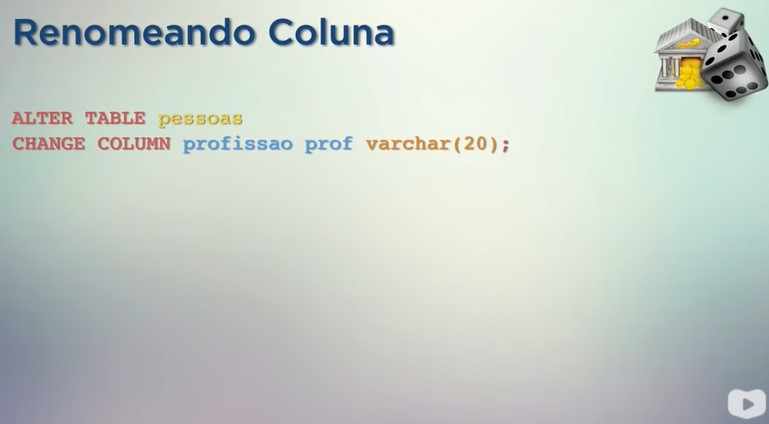 Renomeando Coluna
ALTER TABLE pessoas
CHANGE COLUMN profissao prof varchar(20);